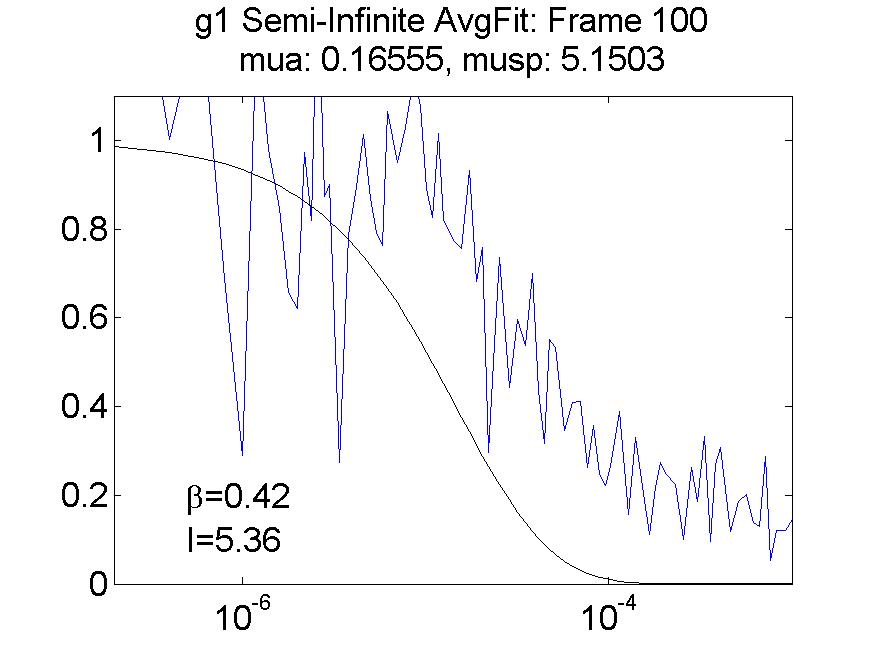 g1 Semi-Infinite AvgFit: Frame 100
mua: 0.16555, musp: 5.1503
1
0.8
0.6
0.4
0.2
0
β=0.42
I=5.36
10^-6
10^-4